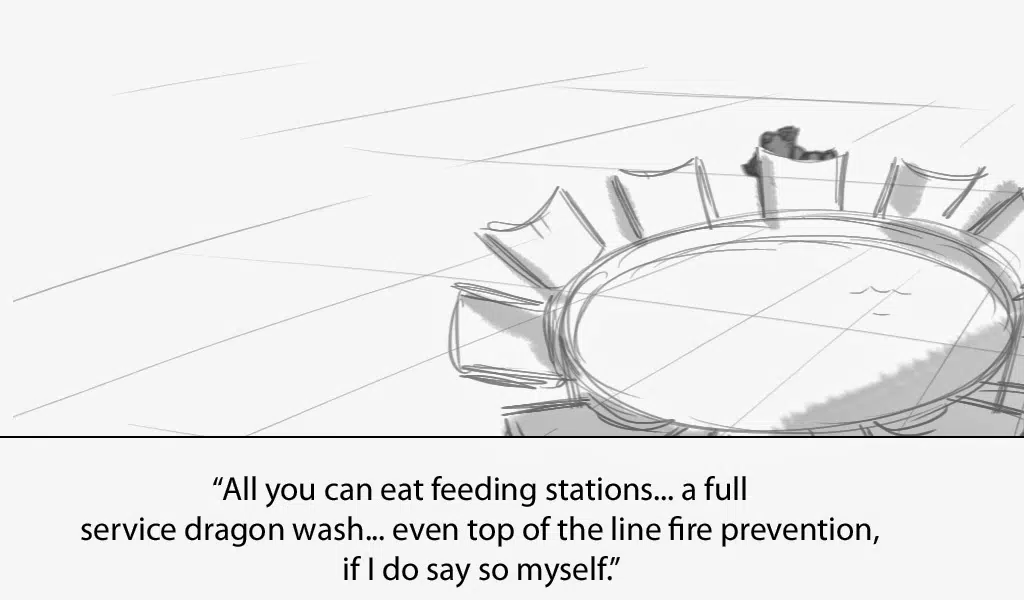 “All you can eat feeding stations... a full
service dragon wash... even top of the line fire prevention,
if I do say so myself.”